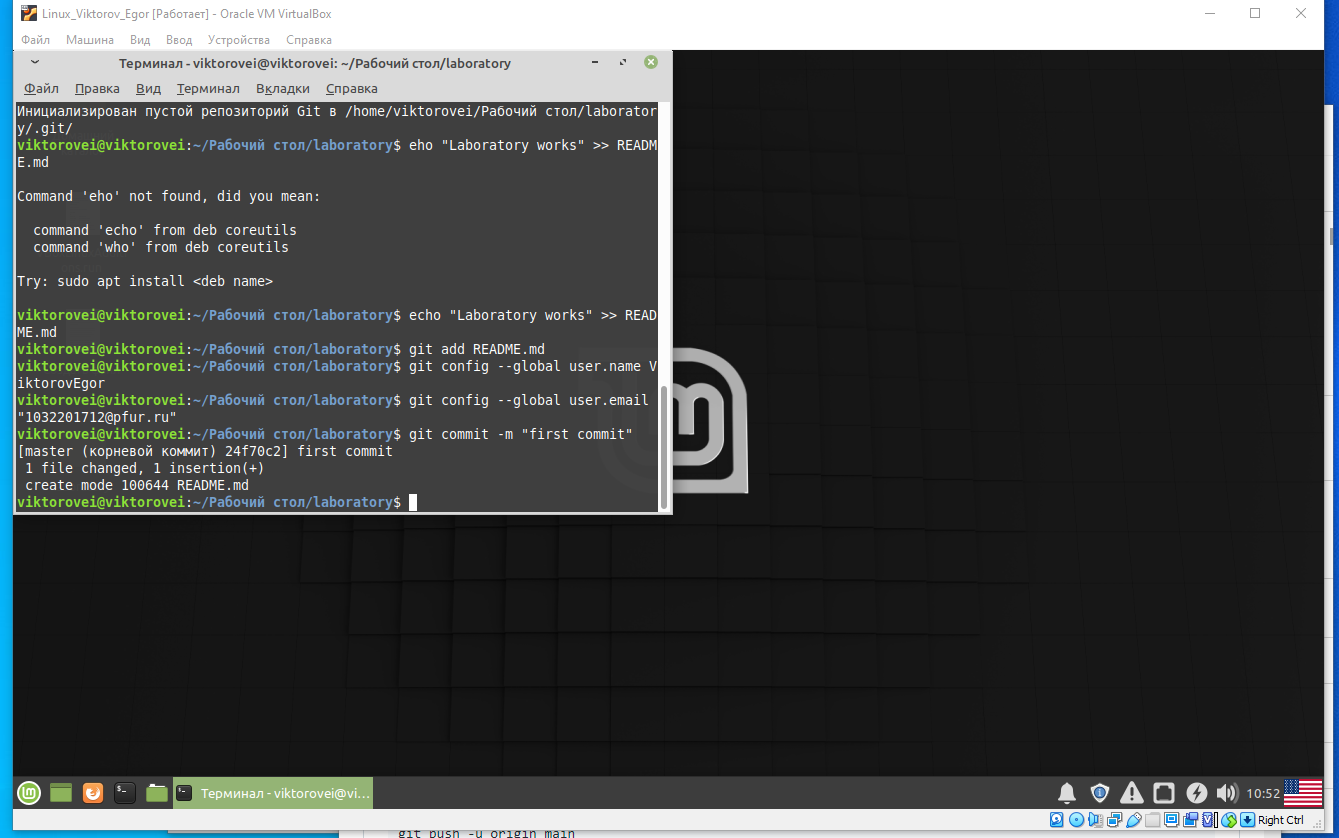 Linux_Viktorov_Egor [Работает] - Oracle VM VirtualBox
Файл Машина Вид Ввод Устройства Справка
Терминал - viktorovei@viktorovei: ~/Рабочий стол/laboratory
Файл Правка Вид Терминал Вкладки Справка
Инициализирован пустой репозиторий Git в /home/viktorovei/Рабочий стол/laborator
y/.git/
viktorovei@viktorovei:~/Рабочий стол/laboratory$ eho "Laboratory works" >> READM
E.md
Command 'eho' not found, did you mean:
command 'echo' from deb coreutils
command 'who' from deb coreutils
Try: sudo apt install <deb name>
viktorovei@viktorovei:~/Рабочий стол/laboratory$ echo "Laboratory works" >> READ
ME.md
viktorovei@viktorovei:~/Рабочий стол/laboratory$ git add README.md
viktorovei@viktorovei:~/Рабочий стол/laboratory$ git config --global user.name V
iktorovEgor
viktorovei@viktorovei:~/Рабочий стол/laboratory$ git config --global user.email
"1032201712@pfur.ru"
viktorovei@viktorovei:~/Рабочий стол/laboratory$ git commit -m "first commit"
[master (корневой коммит) 24f70c2] first commit
1 file changed, 1 insertion(+)
create mode 100644 README.md
viktorovei@viktorovei:~/Рабочий стол/laboratory$
Терминал - viktorovei@vi...
10:52
Right Ctrl
git push -u origin main